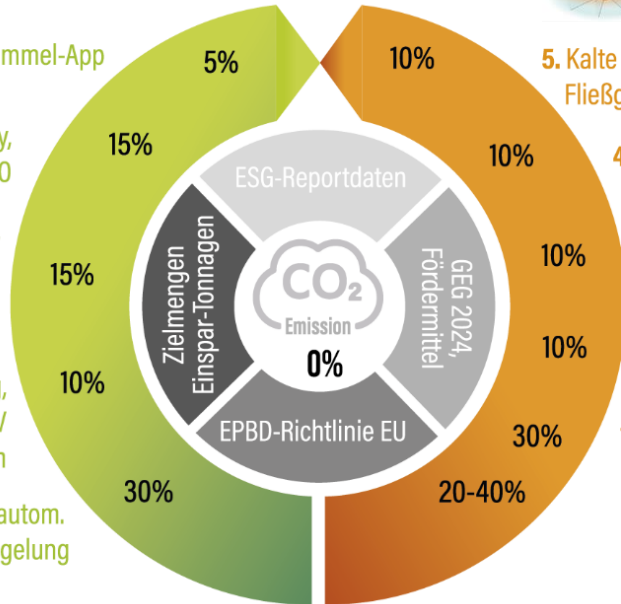 mmel-App
5%
10%
5. Kalte
Fließg
15%
10%
4
ESG-Reportdaten
10%
15%
Zielmengen
Einspar-Tonnagen
CO₂
Emission
0%
GEG 2024,
Fördermittel
10%
10%
EPBD-Richtlinie EU
30%
20-40%
30%
autom.
gelung